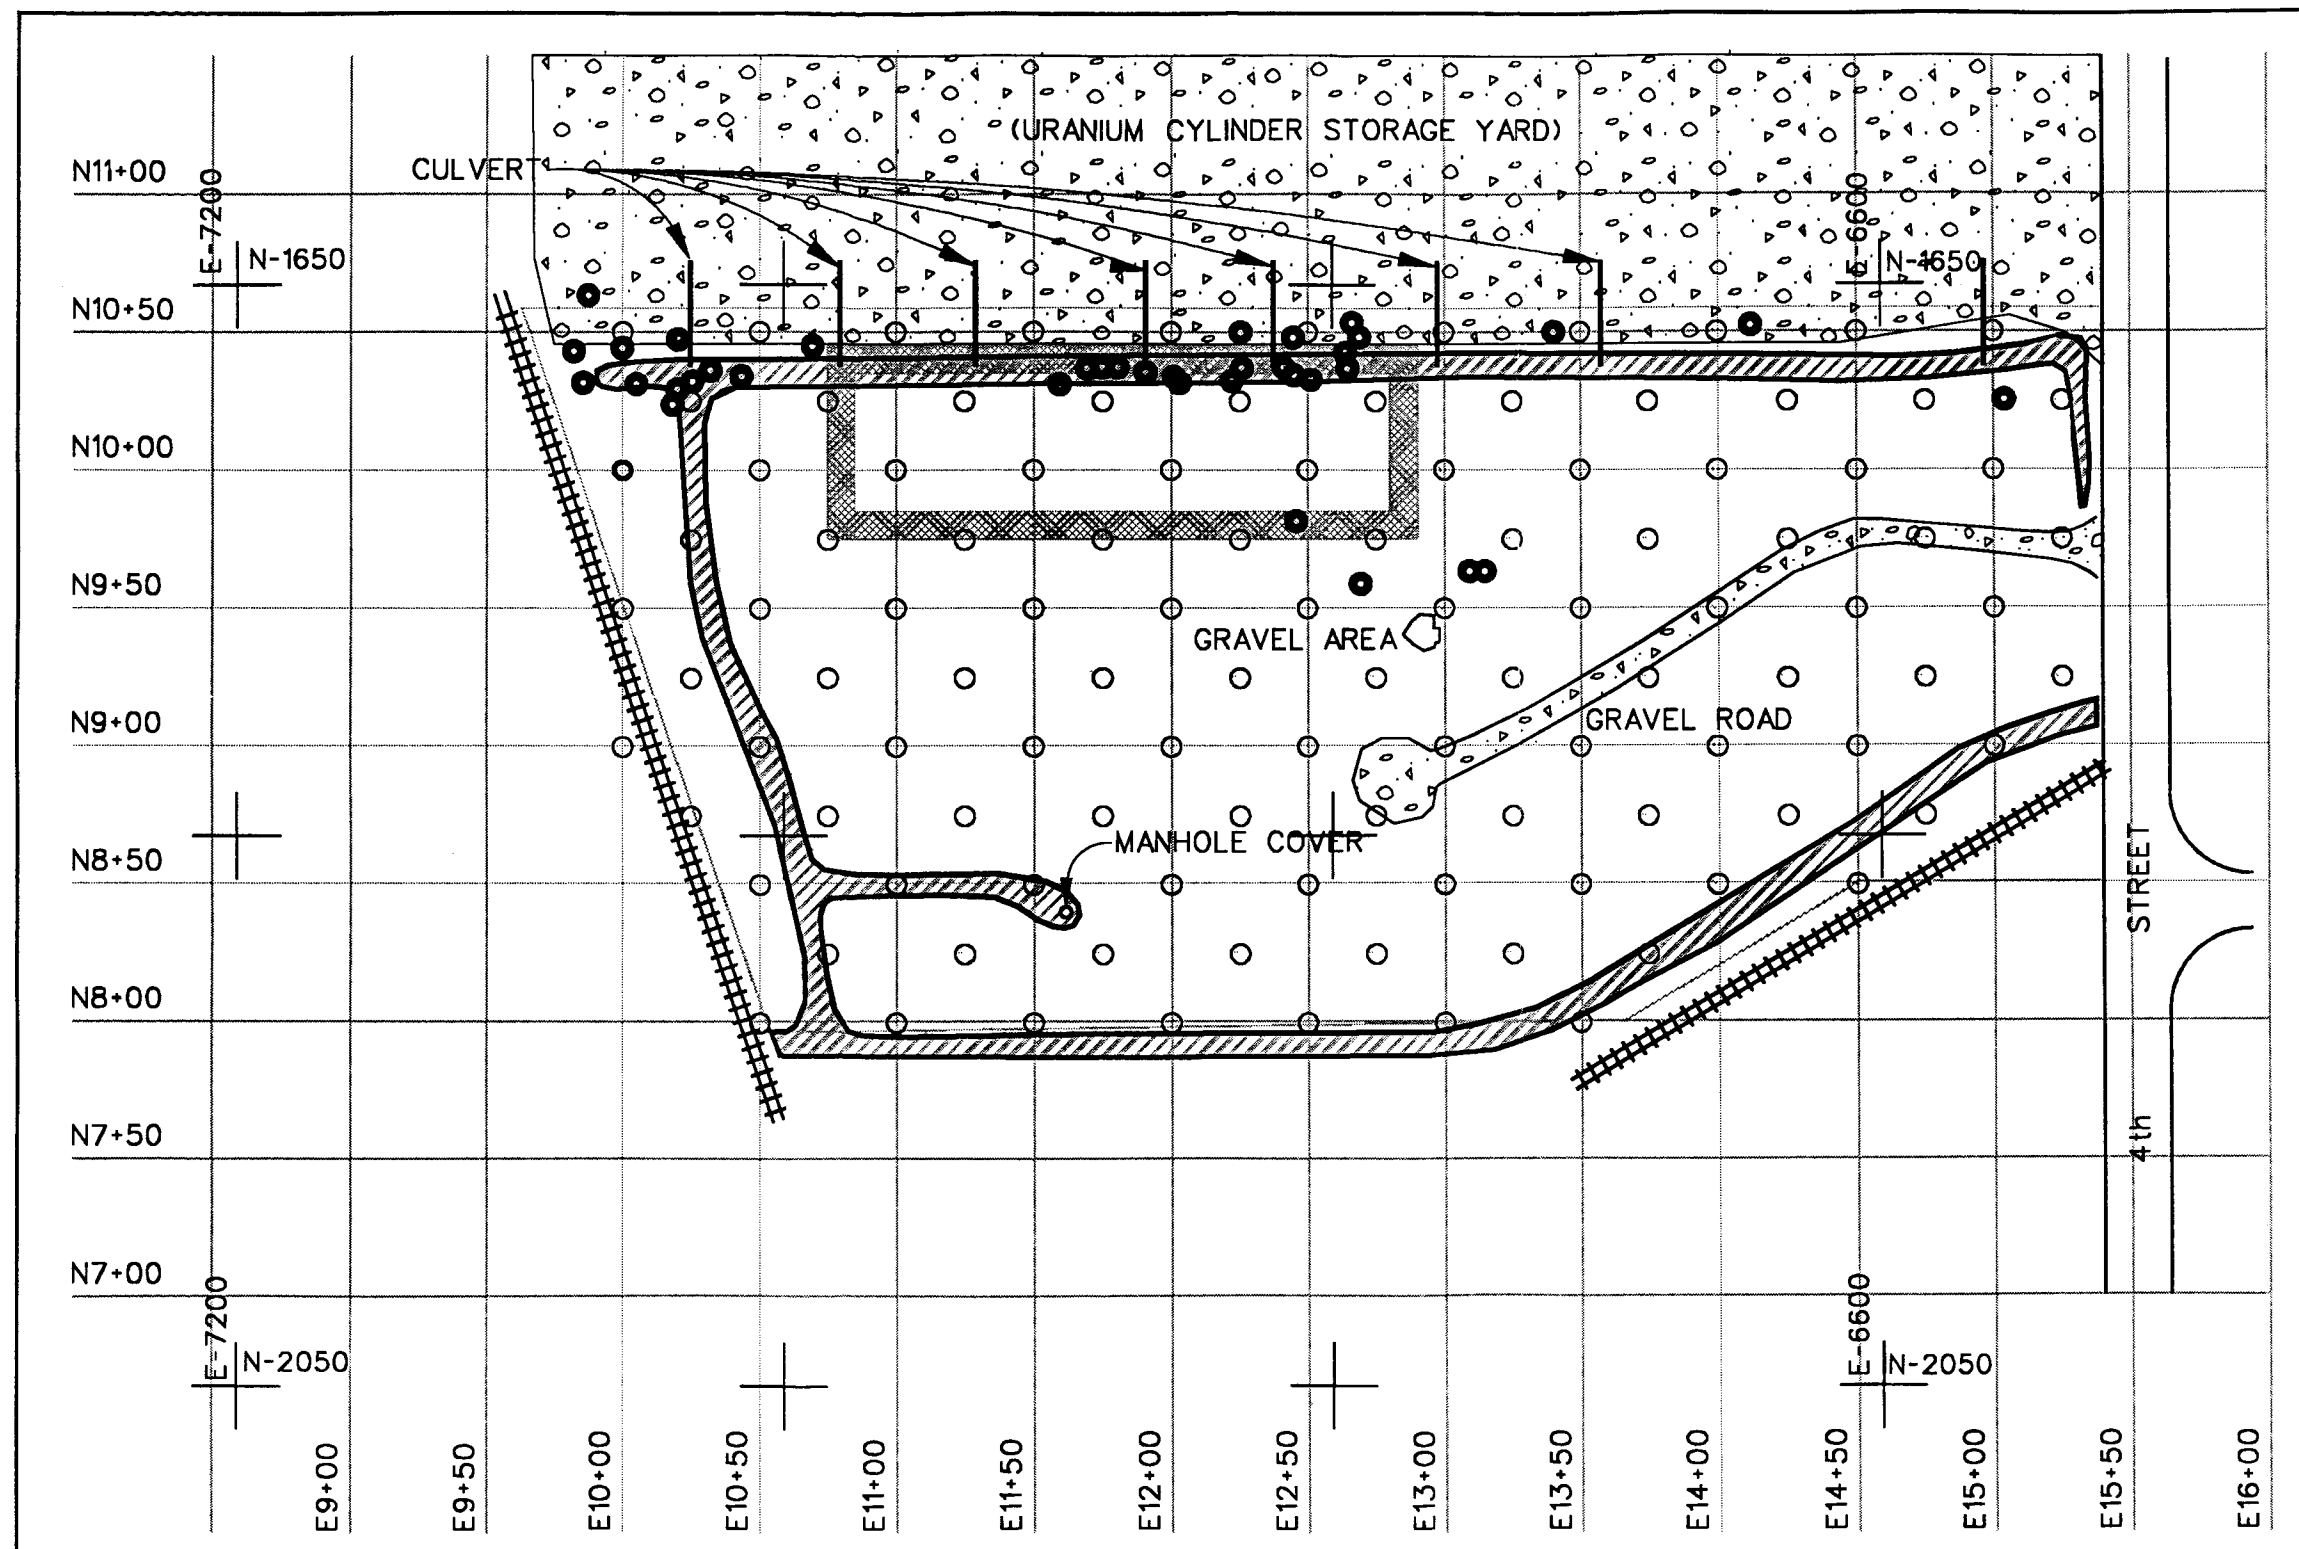 (URANIUM CYLINDER STORAGE YARD)
CULVERT
N11+00
E-7200
N-1650
E-6600
N-1650
N10+50
N10+00
N9+50
GRAVEL AREA
N9+00
GRAVEL ROAD
MANHOLE COVER
N8+50
N8+00
4th STREET
N7+50
N7+00
E-7200
N-2050
E-6600
N-2050
E9+00
E9+50
E10+00
E10+50
E11+00
E11+50
E12+00
E12+50
E13+00
E13+50
E14+00
E14+50
E15+00
E15+50
E16+00